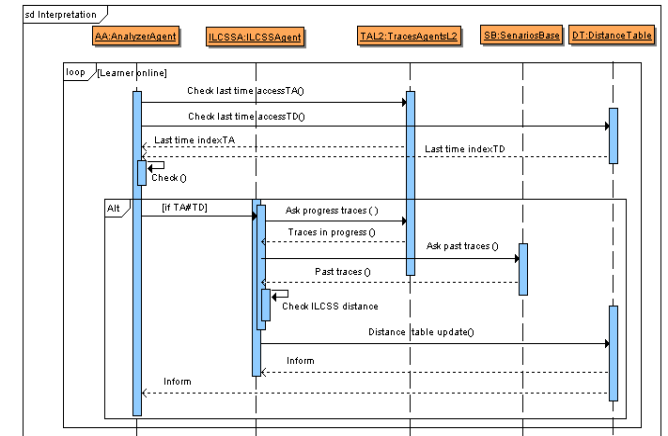 sd Interpretation
AA:AnalyzerAgent
ILCSSA:ILCSSAgent
TAL2:TracesAgentsL2
SB:SenariosBase
DT:DistanceTable
loop
[Learner online]
Check last time accessTA()
Check last time accessTD()
Last time indexTA
Last time indexTD
Check()
Alt
[if TA#TD]
Ask progress traces ( )
Traces in progress ()
Ask past traces ()
Past traces ()
Check ILCSS distance
Distance table update()
Inform
Inform